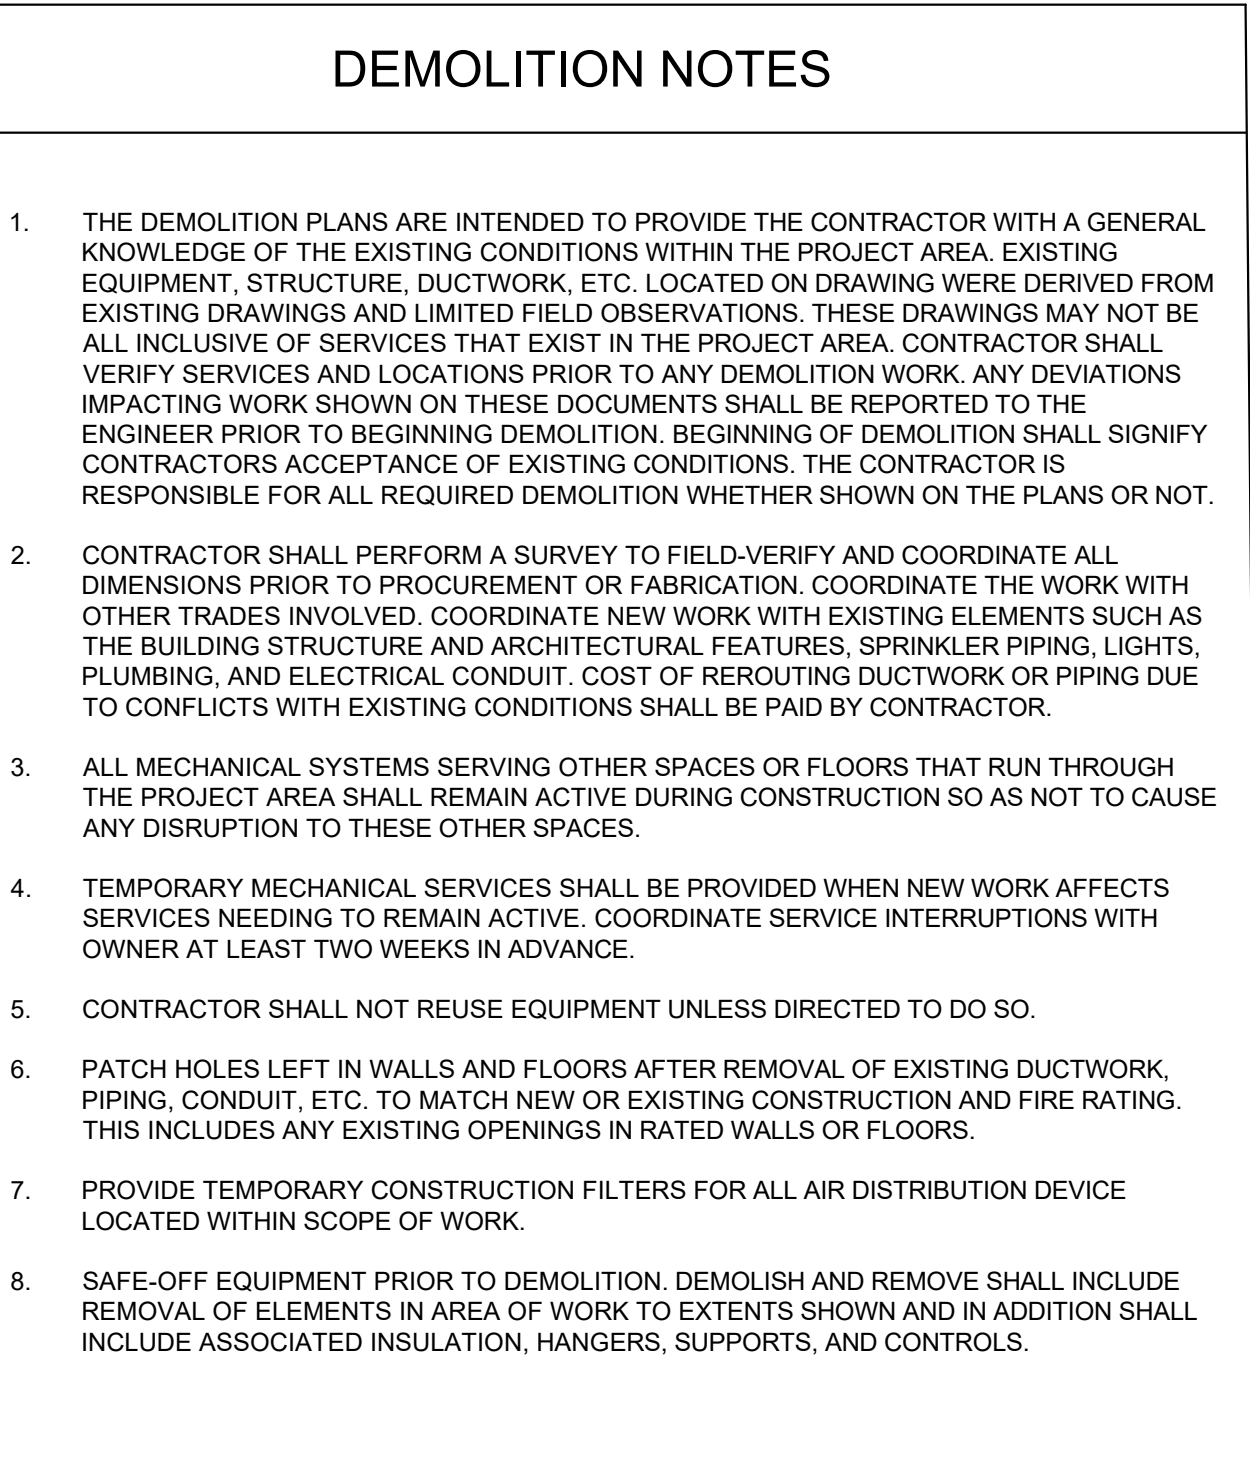 DEMOLITION NOTES
1. THE DEMOLITION PLANS ARE INTENDED TO PROVIDE THE CONTRACTOR WITH A GENERAL
KNOWLEDGE OF THE EXISTING CONDITIONS WITHIN THE PROJECT AREA. EXISTING
EQUIPMENT, STRUCTURE, DUCTWORK, ETC. LOCATED ON DRAWING WERE DERIVED FROM
EXISTING DRAWINGS AND LIMITED FIELD OBSERVATIONS. THESE DRAWINGS MAY NOT BE
ALL INCLUSIVE OF SERVICES THAT EXIST IN THE PROJECT AREA. CONTRACTOR SHALL
VERIFY SERVICES AND LOCATIONS PRIOR TO ANY DEMOLITION WORK. ANY DEVIATIONS
IMPACTING WORK SHOWN ON THESE DOCUMENTS SHALL BE REPORTED TO THE
ENGINEER PRIOR TO BEGINNING DEMOLITION. BEGINNING OF DEMOLITION SHALL SIGNIFY
CONTRACTORS ACCEPTANCE OF EXISTING CONDITIONS. THE CONTRACTOR IS
RESPONSIBLE FOR ALL REQUIRED DEMOLITION WHETHER SHOWN ON THE PLANS OR NOT.
2. CONTRACTOR SHALL PERFORM A SURVEY TO FIELD-VERIFY AND COORDINATE ALL
DIMENSIONS PRIOR TO PROCUREMENT OR FABRICATION. COORDINATE THE WORK WITH
OTHER TRADES INVOLVED. COORDINATE NEW WORK WITH EXISTING ELEMENTS SUCH AS
THE BUILDING STRUCTURE AND ARCHITECTURAL FEATURES, SPRINKLER PIPING, LIGHTS,
PLUMBING, AND ELECTRICAL CONDUIT. COST OF REROUTING DUCTWORK OR PIPING DUE
TO CONFLICTS WITH EXISTING CONDITIONS SHALL BE PAID BY CONTRACTOR.
3. ALL MECHANICAL SYSTEMS SERVING OTHER SPACES OR FLOORS THAT RUN THROUGH
THE PROJECT AREA SHALL REMAIN ACTIVE DURING CONSTRUCTION SO AS NOT TO CAUSE
ANY DISRUPTION TO THESE OTHER SPACES.
4. TEMPORARY MECHANICAL SERVICES SHALL BE PROVIDED WHEN NEW WORK AFFECTS
SERVICES NEEDING TO REMAIN ACTIVE. COORDINATE SERVICE INTERRUPTIONS WITH
OWNER AT LEAST TWO WEEKS IN ADVANCE.
5. CONTRACTOR SHALL NOT REUSE EQUIPMENT UNLESS DIRECTED TO DO SO.
6. PATCH HOLES LEFT IN WALLS AND FLOORS AFTER REMOVAL OF EXISTING DUCTWORK,
PIPING, CONDUIT, ETC. TO MATCH NEW OR EXISTING CONSTRUCTION AND FIRE RATING.
THIS INCLUDES ANY EXISTING OPENINGS IN RATED WALLS OR FLOORS.
7. PROVIDE TEMPORARY CONSTRUCTION FILTERS FOR ALL AIR DISTRIBUTION DEVICE
LOCATED WITHIN SCOPE OF WORK.
8. SAFE-OFF EQUIPMENT PRIOR TO DEMOLITION. DEMOLISH AND REMOVE SHALL INCLUDE
REMOVAL OF ELEMENTS IN AREA OF WORK TO EXTENTS SHOWN AND IN ADDITION SHALL
INCLUDE ASSOCIATED INSULATION, HANGERS, SUPPORTS, AND CONTROLS.